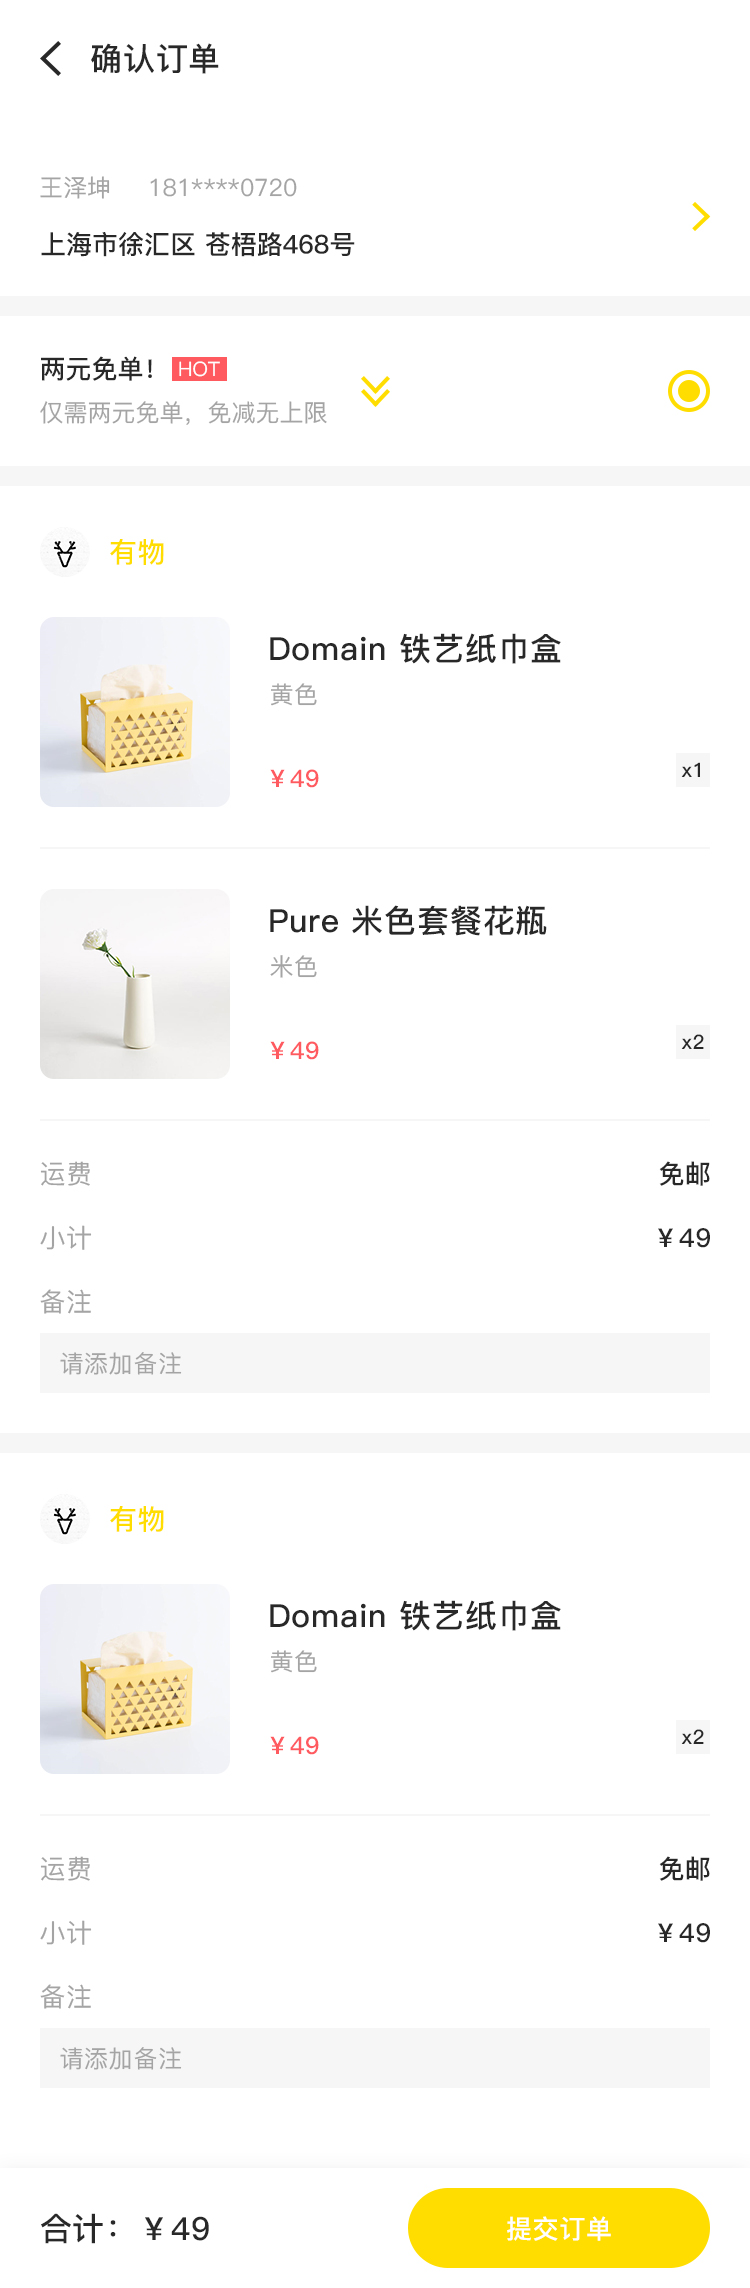 确认订单
王泽坤 181****0720
上海市徐汇区 苍梧路468号
两元免单! HOT
仅需两元免单，免减无上限
有物
Domain 铁艺纸巾盒
黄色
¥ 49
x1
Pure 米色套餐花瓶
米色
¥ 49
x2
运费 免邮
小计 ¥ 49
备注
请添加备注
有物
Domain 铁艺纸巾盒
黄色
¥ 49
x2
运费 免邮
小计 ¥ 49
备注
请添加备注
合计： ¥ 49 提交订单